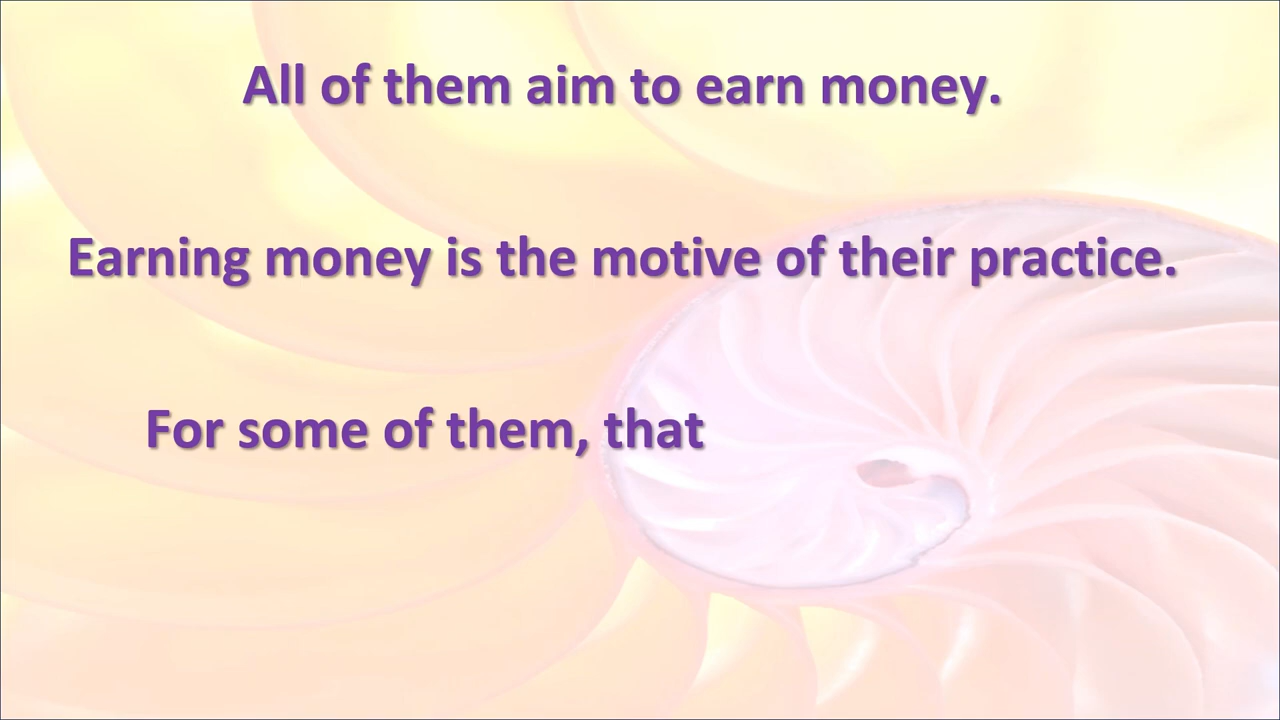 All of them aim to earn money.
Earning money is the motive of their practice.
For some of them, that